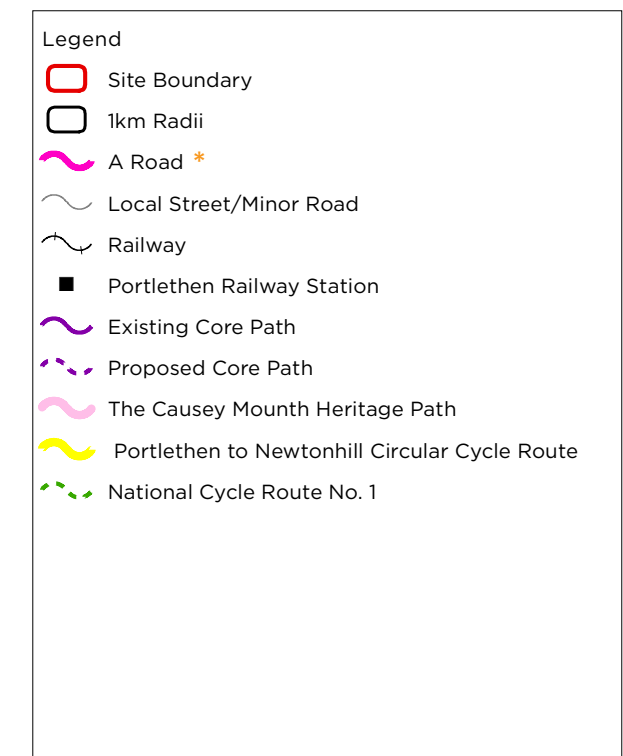 Legend
Site Boundary
1km Radii
A Road *
Local Street/Minor Road
Railway
Portlethen Railway Station
Existing Core Path
Proposed Core Path
The Causey Mounth Heritage Path
Portlethen to Newtonhill Circular Cycle Route
National Cycle Route No. 1